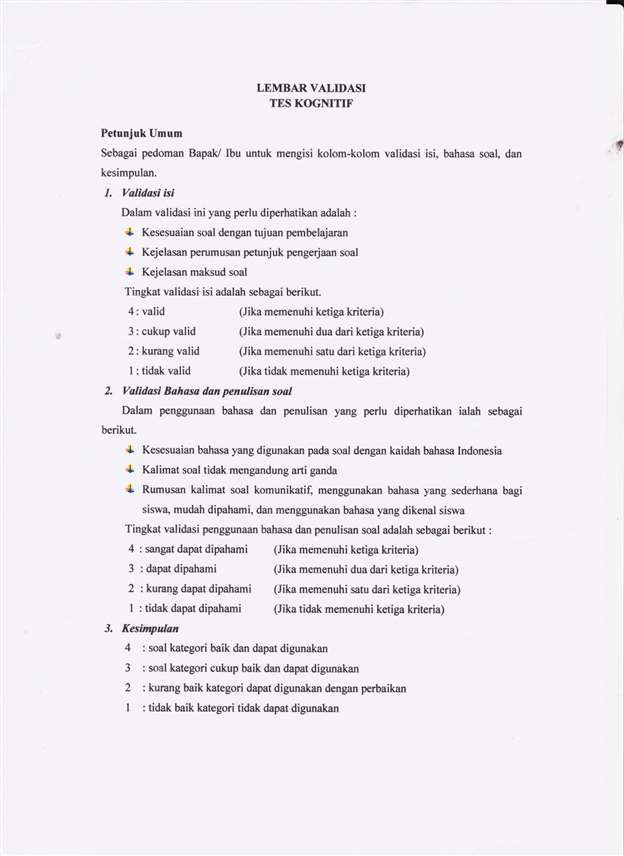 LEMBAR VALIDASI
TES KOGNITIF
Petunjuk Umum
Sebagai pedoman Bapak/ Ibu untuk mengisi kolom-kolom validasi isi, bahasa soal, dan
kesimpulan.
1. Validasi isi
Dalam validasi ini yang perlu diperhatikan adalah :
Kesesuaian soal dengan tujuan pembelajaran
Kejelasan perumusan petunjuk pengerjaan soal
Kejelasan maksud soal
Tingkat validasi isi adalah sebagai berikut.
4 : valid (Jika memenuhi ketiga kriteria)
3 : cukup valid (Jika memenuhi dua dari ketiga kriteria)
2 : kurang valid (Jika memenuhi satu dari ketiga kriteria)
1 : tidak valid (Jika tidak memenuhi ketiga kriteria)
2. Validasi Bahasa dan penulisan soal
Dalam penggunaan bahasa dan penulisan yang perlu diperhatikan ialah sebagai
berikut.
Kesesuaian bahasa yang digunakan pada soal dengan kaidah bahasa Indonesia
Kalimat soal tidak mengandung arti ganda
Rumusan kalimat soal komunikatif, menggunakan bahasa yang sederhana bagi
siswa, mudah dipahami, dan menggunakan bahasa yang dikenal siswa
Tingkat validasi penggunaan bahasa dan penulisan soal adalah sebagai berikut :
4 : sangat dapat dipahami (Jika memenuhi ketiga kriteria)
3 : dapat dipahami (Jika memenuhi dua dari ketiga kriteria)
2 : kurang dapat dipahami (Jika memenuhi satu dari ketiga kriteria)
1 : tidak dapat dipahami (Jika tidak memenuhi ketiga kriteria)
3. Kesimpulan
4 : soal kategori baik dan dapat digunakan
3 : soal kategori cukup baik dan dapat digunakan
2 : kurang baik kategori dapat digunakan dengan perbaikan
1 : tidak baik kategori tidak dapat digunakan